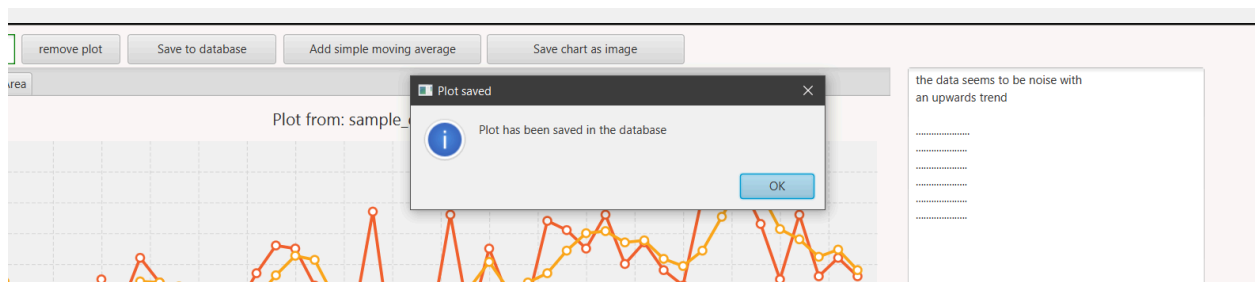 remove plot
Save to database
Add simple moving average
Save chart as image
Area
Plot saved
Plot from: sample_
Plot has been saved in the database
OK
the data seems to be noise with
an upwards trend
.....................
....................
....................
....................
....................
....................